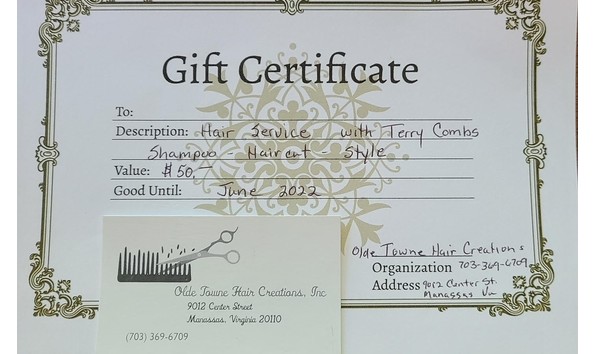 Gift Certificate
To:
Description: Hair Service with Terry Combs
Shampoo - Haircut - Style
Value: $50.—
Good Until: June 2022
Olde Towne Hair Creations
Organization 703-369-6709
Address 9012 Center St.
Manassas Va
Olde Towne Hair Creations, Inc
9012 Center Street
Manassas, Virginia 20110
(703) 369-6709